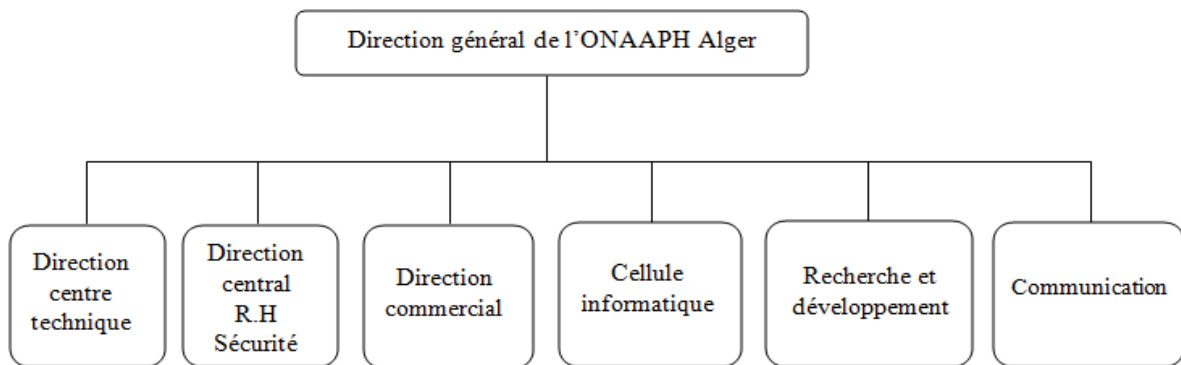 Direction général de l'ONAAPH Alger
Direction
centre
technique
Direction
central
R.H
Sécurité
Direction
commercial
Cellule
informatique
Recherche et
développement
Communication